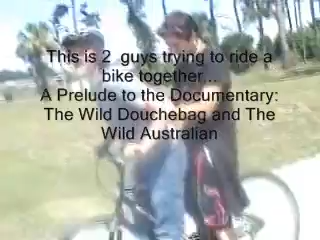 This is 2  guys trying to ride a
bike together...
A Prelude to the Documentary:
The Wild Douchebag and The
Wild Australian